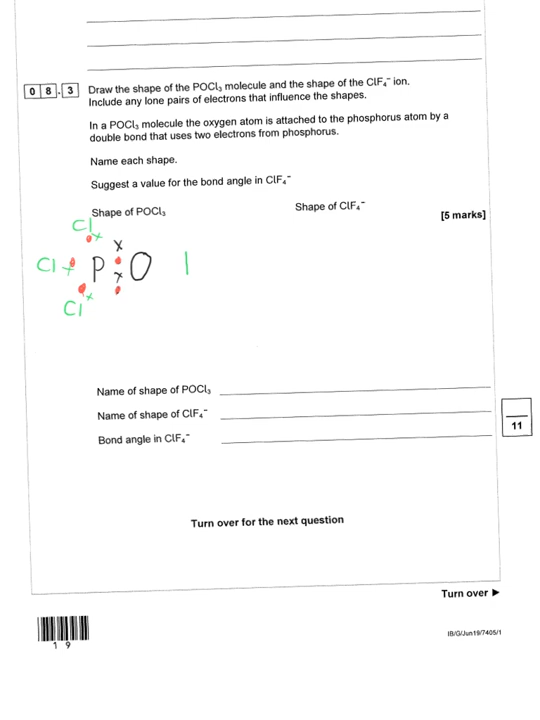 0 8 . 3 Draw the shape of the POCl₃ molecule and the shape of the ClF₄⁻ ion.
Include any lone pairs of electrons that influence the shapes.
In a POCl₃ molecule the oxygen atom is attached to the phosphorus atom by a
double bond that uses two electrons from phosphorus.
Name each shape.
Suggest a value for the bond angle in ClF₄⁻
Shape of POCl₃ Shape of ClF₄⁻
[5 marks]
Cl
Cl P O
Cl
Name of shape of POCl₃
Name of shape of ClF₄⁻
Bond angle in ClF₄⁻
11
Turn over for the next question
Turn over ►
1 9
IB/G/Jun19/7405/1